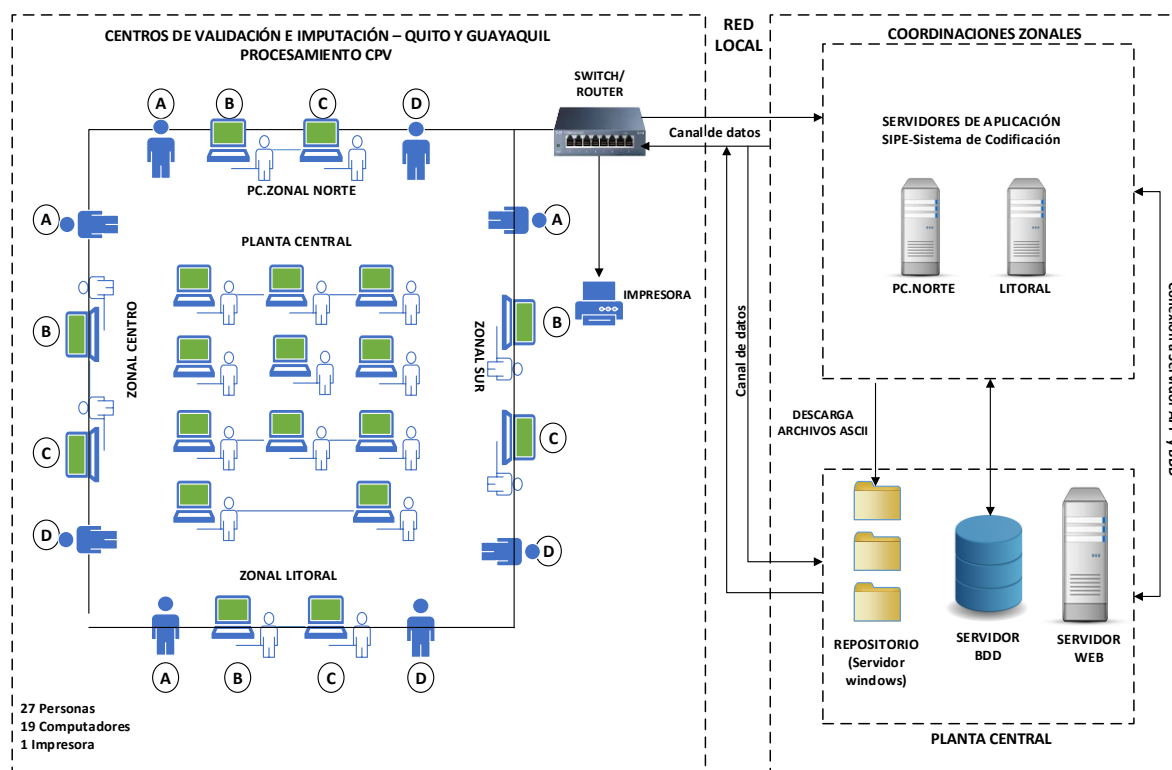 CENTROS DE VALIDACIÓN E IMPUTACIÓN – QUITO Y GUAYAQUIL
PROCESAMIENTO CPV
RED
LOCAL
COORDINACIONES ZONALES
A
B
C
D
SWITCH/
ROUTER
Canal de datos
SERVIDORES DE APLICACIÓN
SIPE-Sistema de Codificación
PC.NORTE
LITORAL
PC.ZONAL NORTE
A
A
PLANTA CENTRAL
IMPRESORA
B
B
ZONAL CENTRO
ZONAL SUR
Canal de datos
C
C
DESCARGA
ARCHIVOS ASCII
D
D
ZONAL LITORAL
A
B
C
D
REPOSITORIO
(Servidor
windows)
SERVIDOR
BDD
SERVIDOR
WEB
27 Personas
19 Computadores
1 Impresora
PLANTA CENTRAL